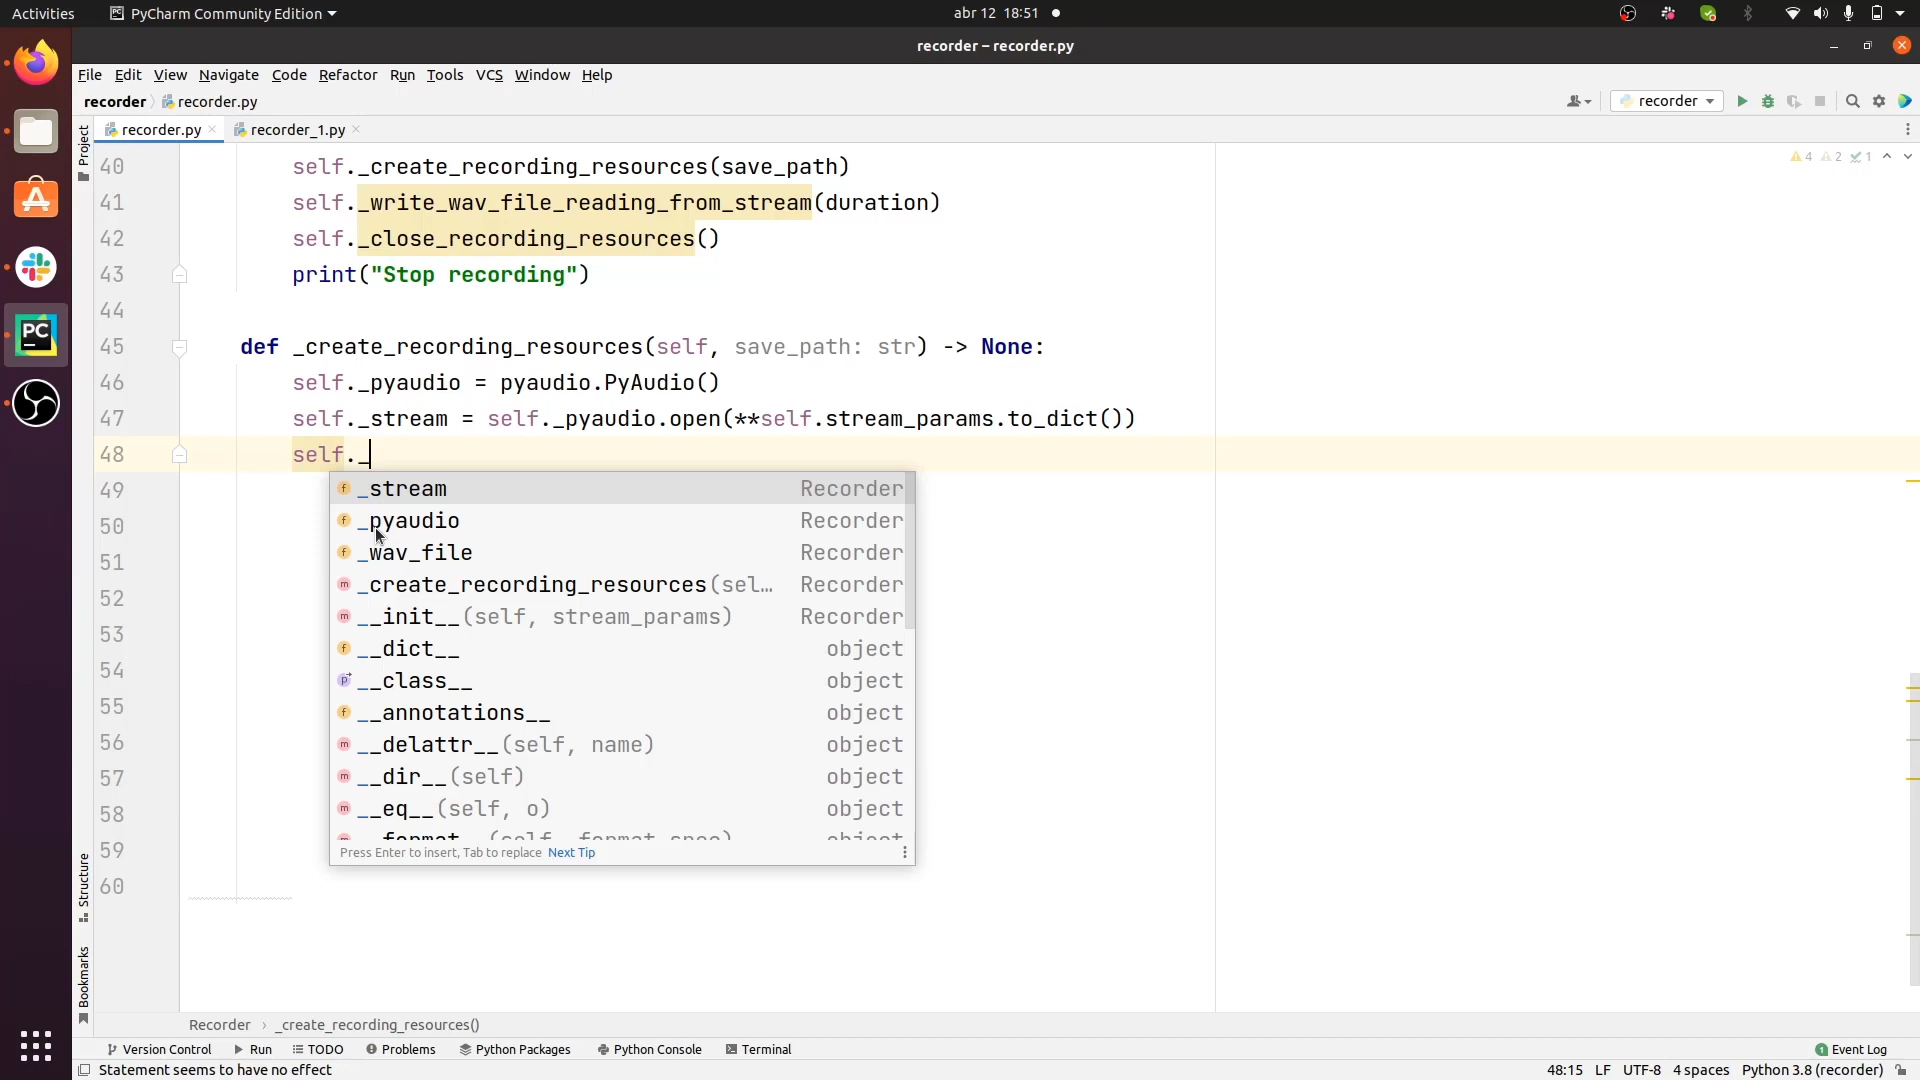 Activities PyCharm Community Edition abr 12 18:51
recorder – recorder.py
File Edit View Navigate Code Refactor Run Tools VCS Window Help
recorder recorder.py recorder
recorder.py recorder_1.py
Project
4 2 1
40 self._create_recording_resources(save_path)
41 self._write_wav_file_reading_from_stream(duration)
42 self._close_recording_resources()
43 print("Stop recording")
44
45 def _create_recording_resources(self, save_path: str) -> None:
46 self._pyaudio = pyaudio.PyAudio()
47 self._stream = self._pyaudio.open(**self.stream_params.to_dict())
48 self._
49 _stream Recorder
50 _pyaudio Recorder
51 _wav_file Recorder
52 _create_recording_resources(sel… Recorder
53 __init__(self, stream_params) Recorder
54 __dict__ object
55 __class__ object
56 __annotations__ object
57 __delattr__(self, name) object
58 __dir__(self) object
59 __eq__(self, o) object
60 __format__(self, format_spec) object
Press Enter to insert, Tab to replace Next Tip
Structure
Bookmarks
Recorder _create_recording_resources()
Version Control Run TODO Problems Python Packages Python Console Terminal 1 Event Log
Statement seems to have no effect 48:15 LF UTF-8 4 spaces Python 3.8 (recorder)